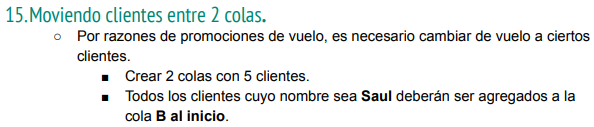 15.Moviendo clientes entre 2 colas.
○ Por razones de promociones de vuelo, es necesario cambiar de vuelo a ciertos
clientes.
■ Crear 2 colas con 5 clientes.
■ Todos los clientes cuyo nombre sea Saul deberán ser agregados a la
cola B al inicio.